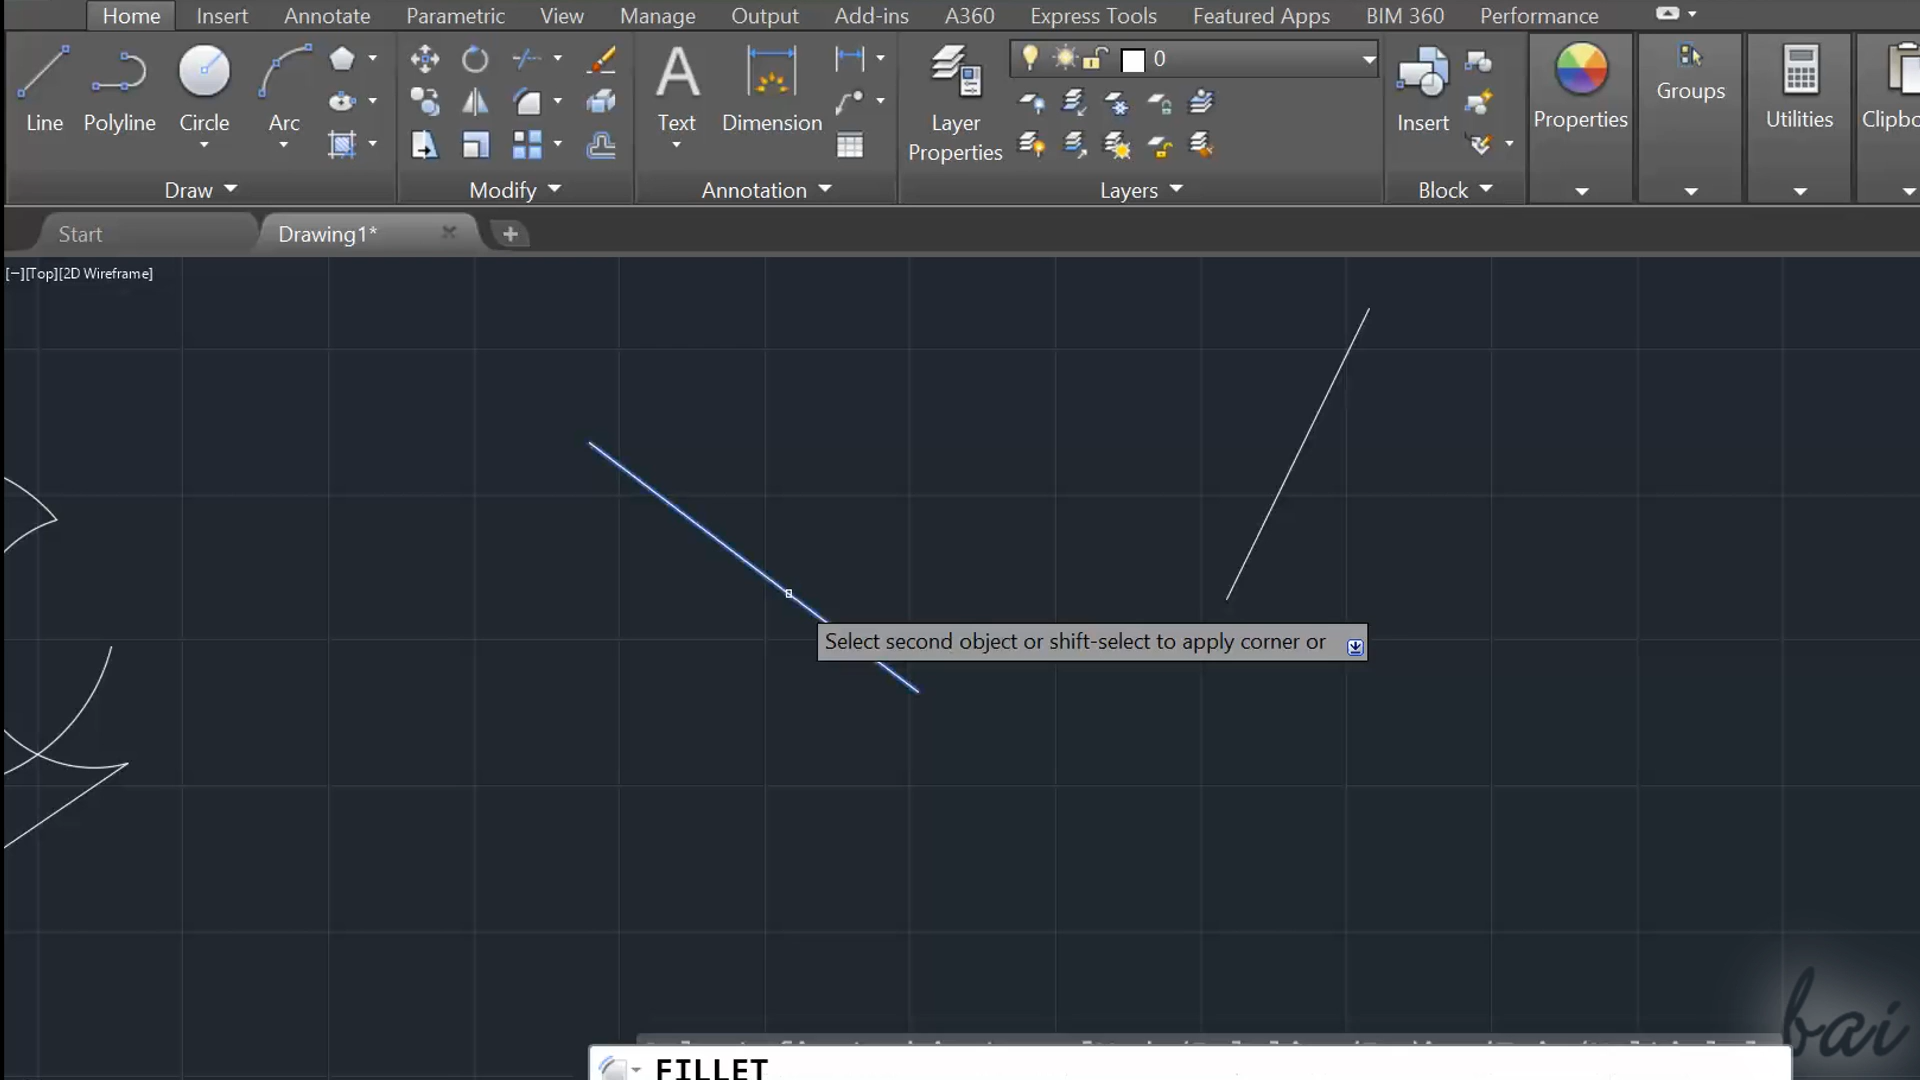 Home Insert Annotate Parametric View Manage Output Add-ins A360 Express Tools Featured Apps BIM 360 Performance
Line Polyline Circle Arc
Text Dimension
Layer Properties
0
Insert
Properties
Groups
Utilities
Draw Modify Annotation Layers Block
Start Drawing1*
[−][Top][2D Wireframe]
Select second object or shift-select to apply corner or
FILLET
bai